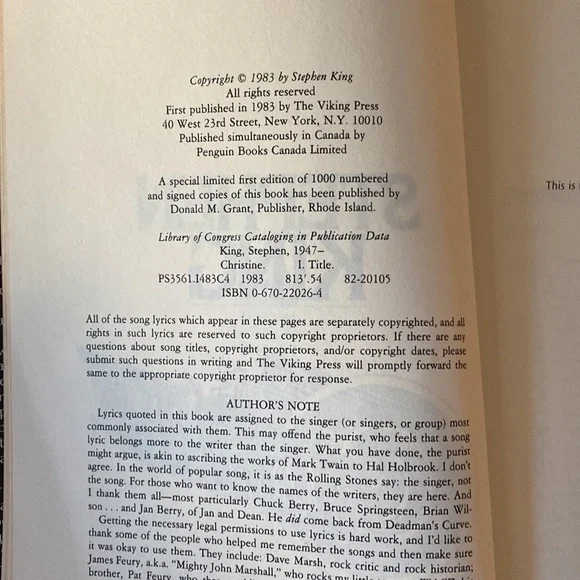 Copyright © 1983 by Stephen King
All rights reserved
First published in 1983 by The Viking Press
40 West 23rd Street, New York, N.Y. 10010
Published simultaneously in Canada by
Penguin Books Canada Limited
A special limited first edition of 1000 numbered
and signed copies of this book has been published by
Donald M. Grant, Publisher, Rhode Island.
Library of Congress Cataloging in Publication Data
King, Stephen, 1947–
Christine. I. Title.
PS3561.I483C4 1983 813'.54 82-20105
ISBN 0-670-22026-4
All of the song lyrics which appear in these pages are separately copyrighted, and all
rights in such lyrics are reserved to such copyright proprietors. If there are any
questions about song titles, copyright proprietors, and/or copyright dates, please
submit such questions in writing and The Viking Press will promptly forward the
same to the appropriate copyright proprietor for response.
AUTHOR'S NOTE
Lyrics quoted in this book are assigned to the singer (or singers, or group) most
commonly associated with them. This may offend the purist, who feels that a song
lyric belongs more to the writer than the singer. What you have done, the purist
might argue, is akin to ascribing the works of Mark Twain to Hal Holbrook. I don't
agree. In the world of popular song, it is as the Rolling Stones say: the singer, not
the song. For those who want to know the names of the writers, they are here. And
I thank them all—most particularly Chuck Berry, Bruce Springsteen, Brian Wil-
son . . . and Jan Berry, of Jan and Dean. He did come back from Deadman's Curve.
Getting the necessary legal permissions to use lyrics is hard work, and I'd like to
thank some of the people who helped me remember the songs and then make sure
it was okay to use them. They include: Dave Marsh, rock critic and rock historian;
James Feury, a.k.a. "Mighty John Marshall," who rocks my
brother, Pat Feury, who
This is